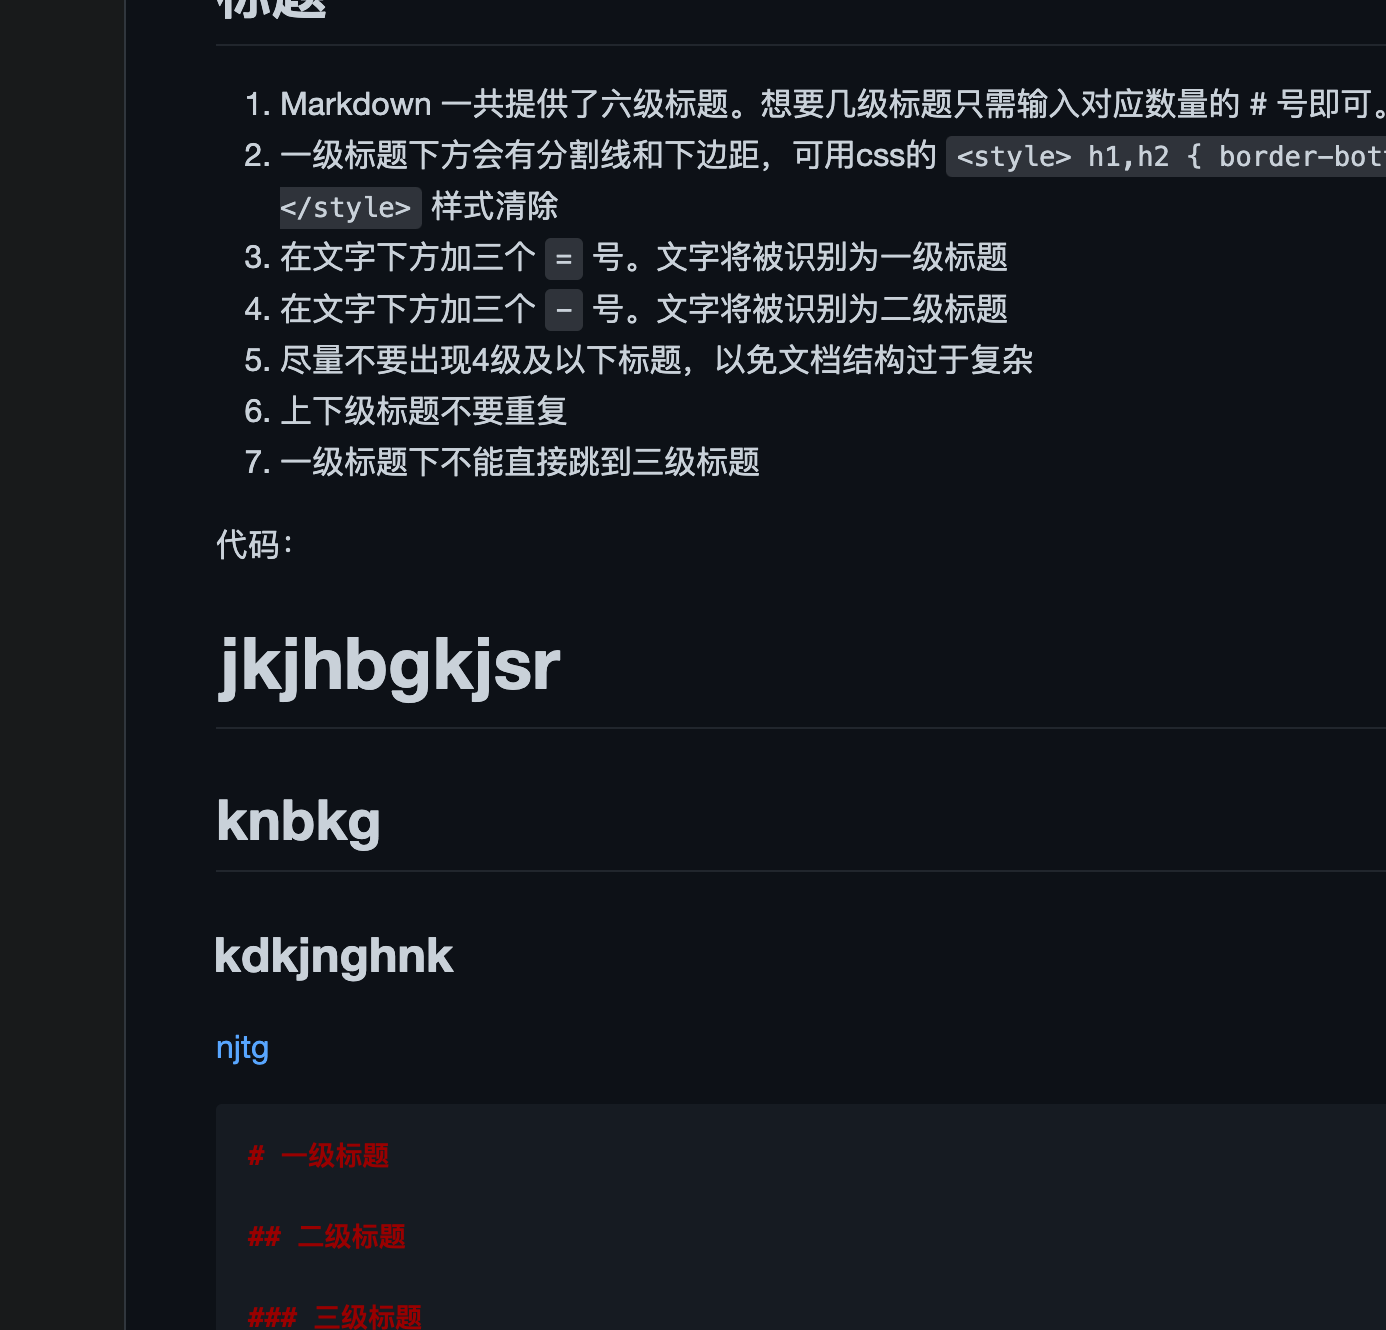 标题
1. Markdown 一共提供了六级标题。想要几级标题只需输入对应数量的 # 号即可。
2. 一级标题下方会有分割线和下边距，可用css的 <style> h1,h2 { border-bott
</style> 样式清除
3. 在文字下方加三个 = 号。文字将被识别为一级标题
4. 在文字下方加三个 - 号。文字将被识别为二级标题
5. 尽量不要出现4级及以下标题，以免文档结构过于复杂
6. 上下级标题不要重复
7. 一级标题下不能直接跳到三级标题
代码：
jkjhbgkjsr
knbkg
kdkjnghnk
njtg
# 一级标题
## 二级标题
### 三级标题